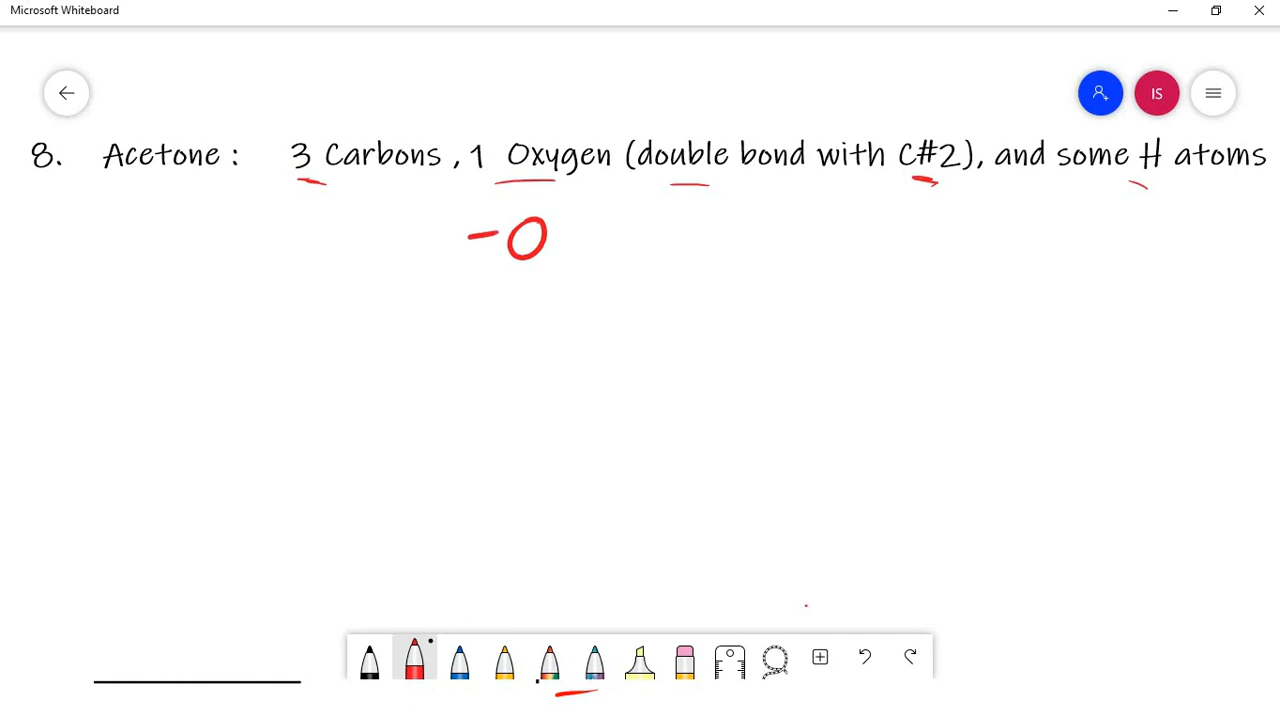 Microsoft Whiteboard
IS
8. Acetone : 3 Carbons , 1 Oxygen (double bond with C#2), and some H atoms
-O